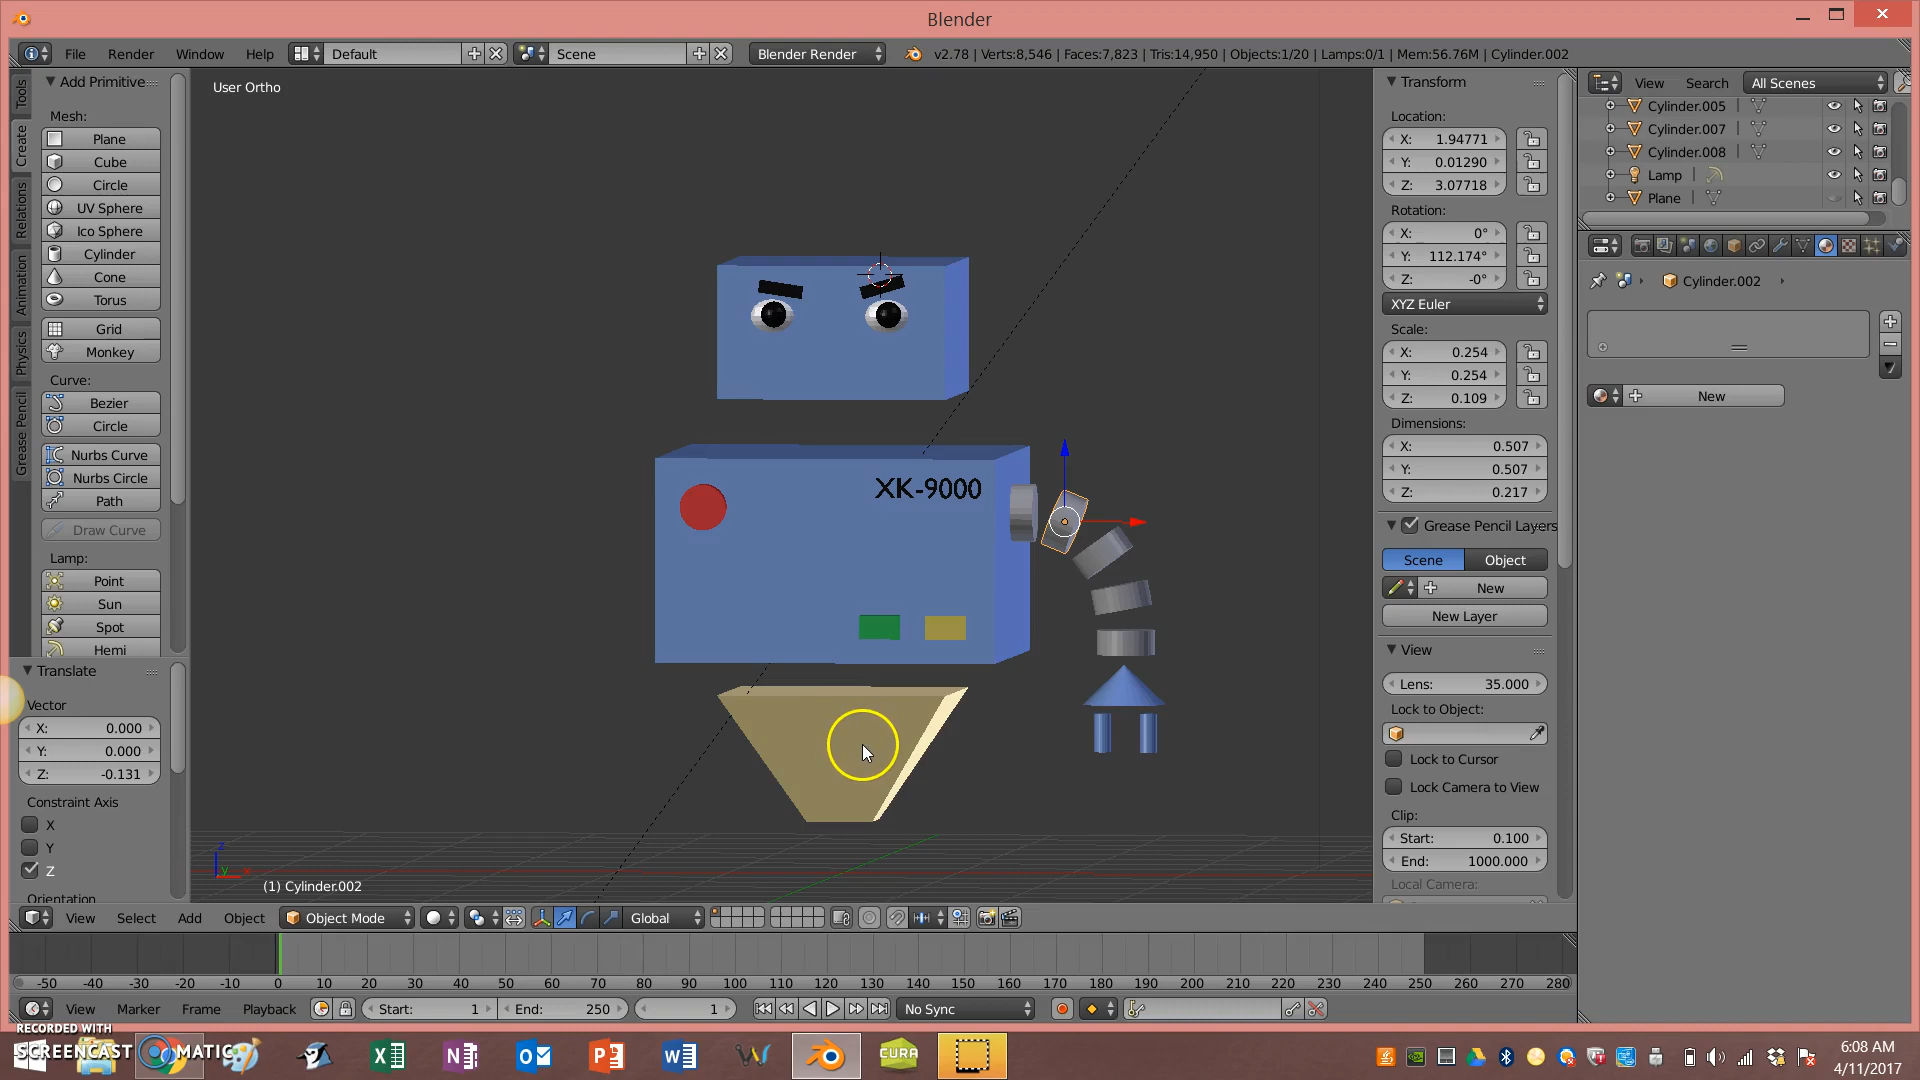 Blender
File Render Window Help Default Scene Blender Render v2.78 | Verts:8,546 | Faces:7,823 | Tris:14,950 | Objects:1/20 | Lamps:0/1 | Mem:56.76M | Cylinder.002
Tools
Create
Relations
Animation
Physics
Grease Pencil
Add Primitive
Mesh:
Plane
Cube
Circle
UV Sphere
Ico Sphere
Cylinder
Cone
Torus
Grid
Monkey
Curve:
Bezier
Circle
Nurbs Curve
Nurbs Circle
Path
Draw Curve
Lamp:
Point
Sun
Spot
Hemi
Translate
Vector
X: 0.000
Y: 0.000
Z: -0.131
Constraint Axis
X
Y
Z
Orientation
User Ortho
XK-9000
z
y
x
(1) Cylinder.002
Transform
Location:
X: 1.94771
Y: 0.01290
Z: 3.07718
Rotation:
X: 0°
Y: 112.174°
Z: -0°
XYZ Euler
Scale:
X: 0.254
Y: 0.254
Z: 0.109
Dimensions:
X: 0.507
Y: 0.507
Z: 0.217
Grease Pencil Layers
Scene Object
New
New Layer
View
Lens: 35.000
Lock to Object:
Lock to Cursor
Lock Camera to View
Clip:
Start: 0.100
End: 1000.000
Local Camera:
View Search All Scenes
Cylinder.005
Cylinder.007
Cylinder.008
Lamp
Plane
Cylinder.002
New
View Select Add Object Object Mode Global
-50 -40 -30 -20 -10 0 10 20 30 40 50 60 70 80 90 100 110 120 130 140 150 160 170 180 190 200 210 220 230 240 250 260 270 280
View Marker Frame Playback Start: 1 End: 250 1 No Sync
RECORDED WITH
SCREENCAST MATIC
CURA
6:08 AM
4/11/2017